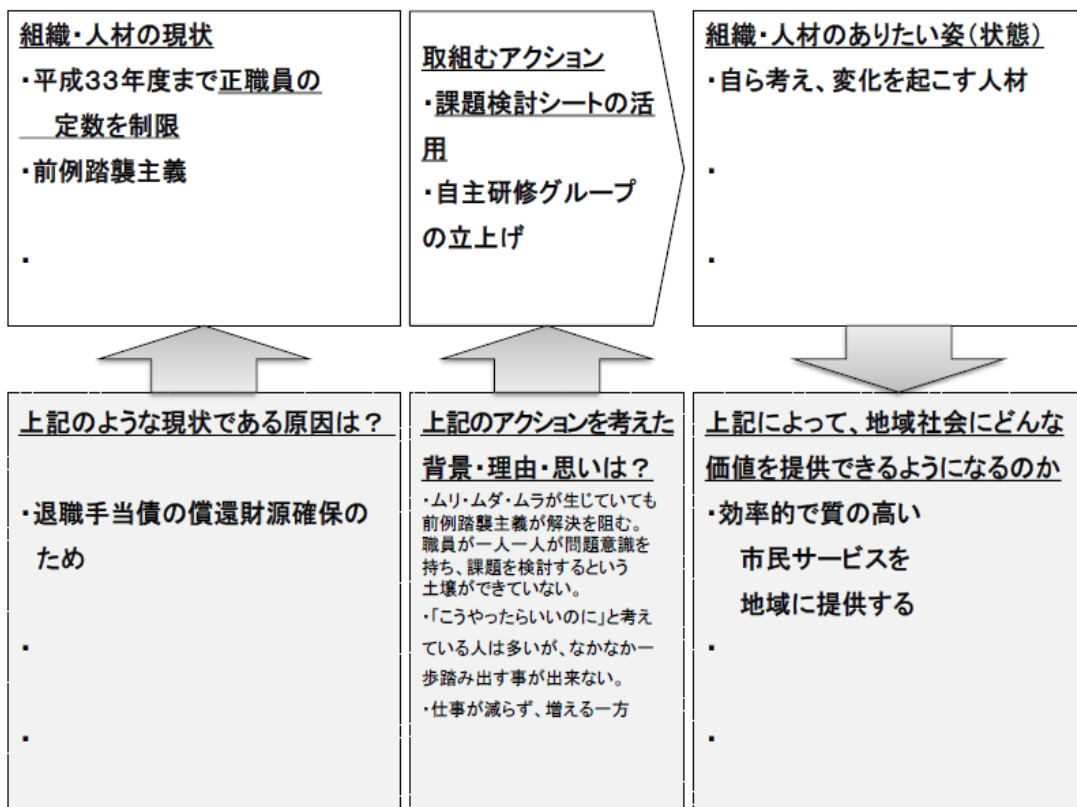 組織・人材の現状
・平成33年度まで正職員の
定数を制限
・前例踏襲主義
・
取組むアクション
・課題検討シートの活
用
・自主研修グループ
の立上げ
組織・人材のありたい姿(状態)
・自ら考え、変化を起こす人材
・
・
上記のような現状である原因は？
・退職手当債の償還財源確保の
ため
・
・
上記のアクションを考えた
背景・理由・思いは？
・ムリ・ムダ・ムラが生じていても
前例踏襲主義が解決を阻む。
職員が一人一人が問題意識を
持ち、課題を検討するという
土壌ができていない。
・「こうやったらいいのに」と考え
ている人は多いが、なかなか一
歩踏み出す事が出来ない。
・仕事が減らず、増える一方
上記によって、地域社会にどんな
価値を提供できるようになるのか
・効率的で質の高い
市民サービスを
地域に提供する
・
・